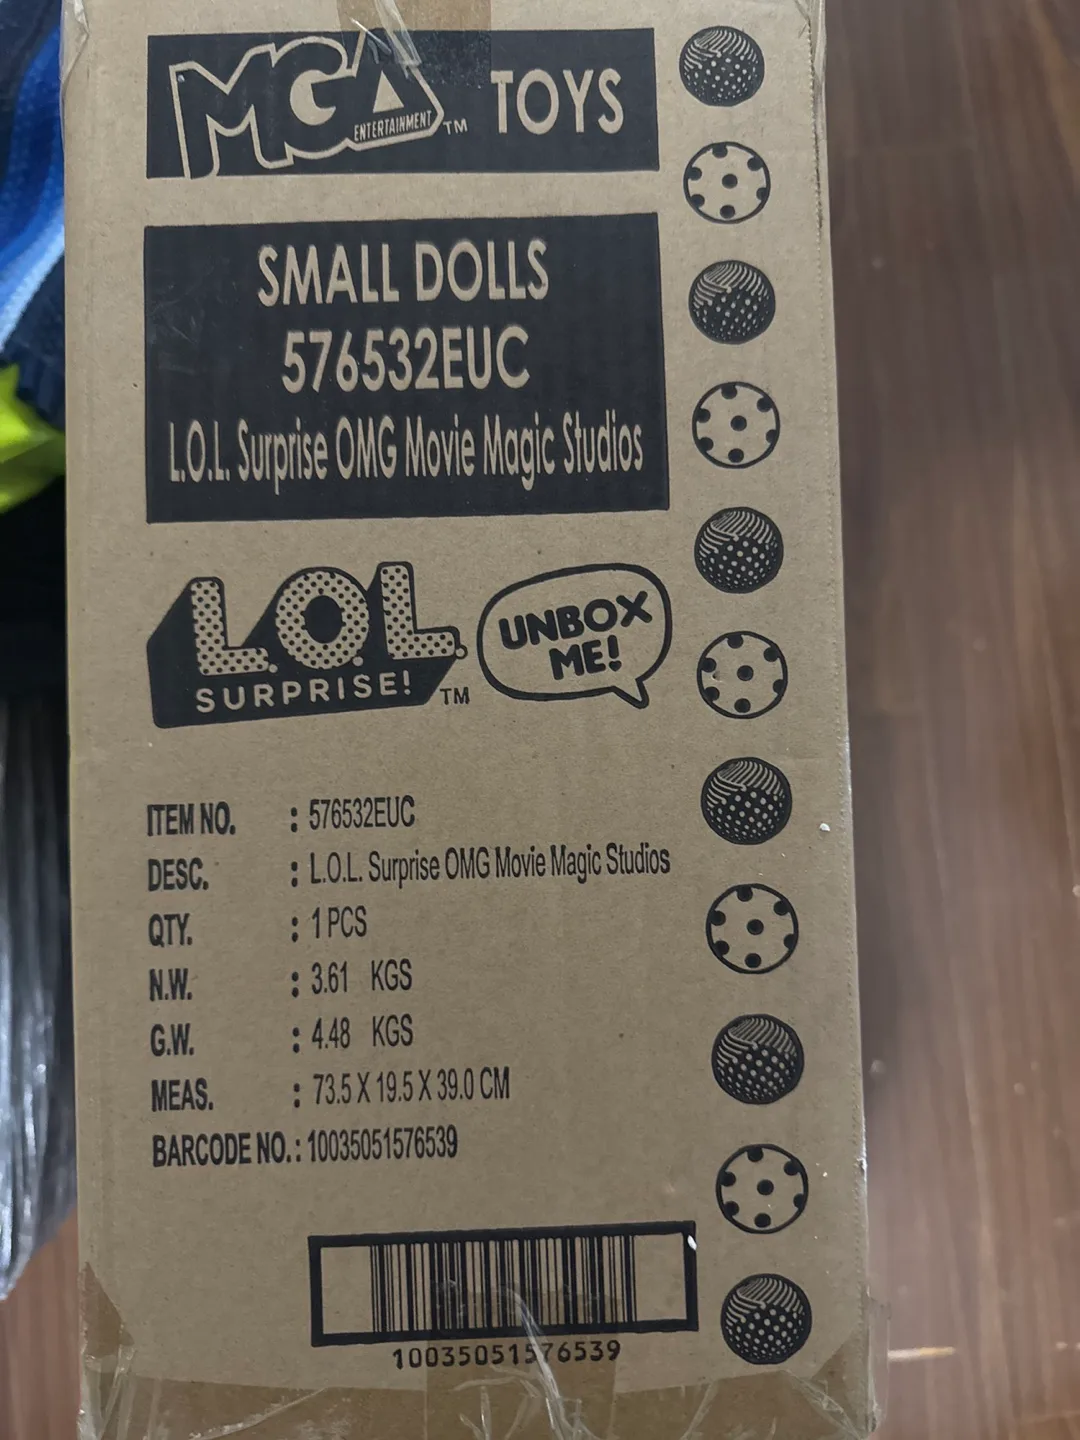 MGA ENTERTAINMENT™ TOYS
SMALL DOLLS
576532EUC
L.O.L. Surprise OMG Movie Magic Studios
L.O.L.
SURPRISE!™
UNBOX
ME!
ITEM NO. : 576532EUC
DESC. : L.O.L. Surprise OMG Movie Magic Studios
QTY. : 1 PCS
N.W. : 3.61 KGS
G.W. : 4.48 KGS
MEAS. : 73.5 X 19.5 X 39.0 CM
BARCODE NO.: 10035051576539
10035051576539